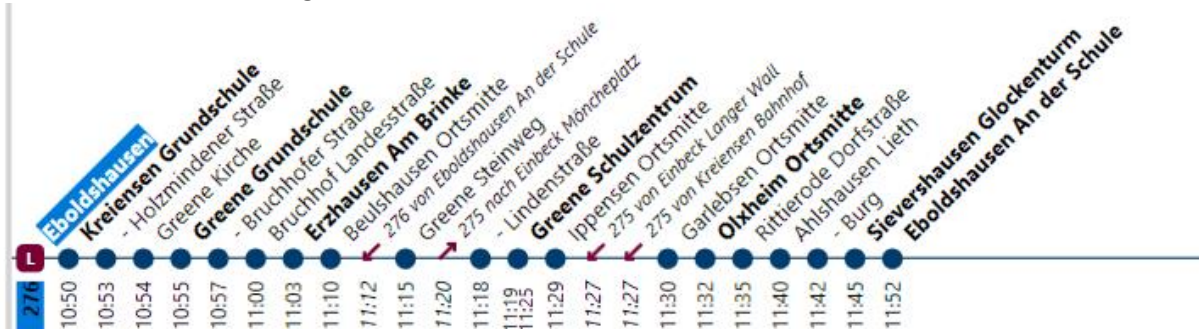 Eboldshausen
Kreiensen Grundschule
- Holzmindener Straße
Greene Kirche
Greene Grundschule
- Bruchhofer Straße
Bruchhof Landesstraße
Erzhausen Am Brinke
Beulshausen Ortsmitte
276 von Eboldshausen An der Schule
Greene Steinweg
275 nach Einbeck Möncheplatz
- Lindenstraße
Greene Schulzentrum
Ippensen Ortsmitte
275 von Einbeck Langer Wall
275 von Kreiensen Bahnhof
Garlebsen Ortsmitte
Olxheim Ortsmitte
Rittierode Dorfstraße
Ahlshausen Lieth
- Burg
Sievershausen Glockenturm
Eboldshausen An der Schule
L
276
10:50
10:53
10:54
10:55
10:57
11:00
11:03
11:10
11:12
11:15
11:20
11:18
11:19
11:25
11:29
11:27
11:27
11:30
11:32
11:35
11:40
11:42
11:45
11:52